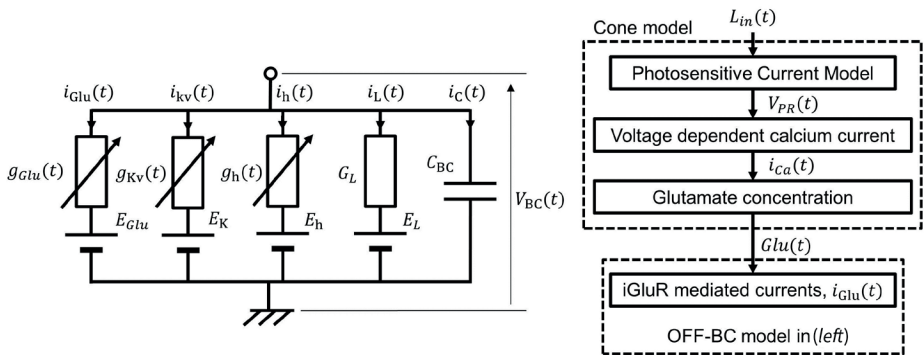 i_Glu(t) i_kv(t) i_h(t) i_L(t) i_C(t)
g_Glu(t) g_Kv(t) g_h(t) G_L C_BC
V_BC(t)
E_Glu E_K E_h E_L
L_in(t)
Cone model
Photosensitive Current Model
V_PR(t)
Voltage dependent calcium current
i_Ca(t)
Glutamate concentration
Glu(t)
iGluR mediated currents, i_Glu(t)
OFF-BC model in(left)